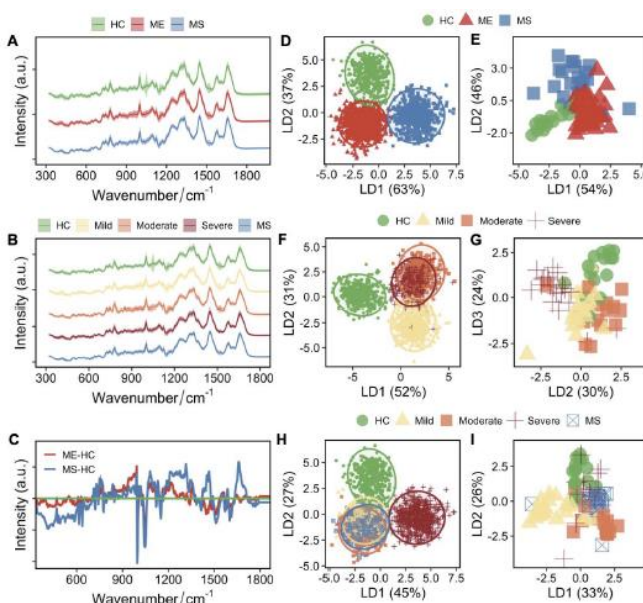 HC ME MS
A
Intensity (a.u.)
300 600 900 1200 1500 1800
Wavenumber/cm-1
HC Mild Moderate Severe MS
B
Intensity (a.u.)
300 600 900 1200 1500 1800
Wavenumber/cm-1
C
ME-HC
MS-HC
Intensity (a.u.)
600 900 1200 1500 1800
Wavenumber/cm-1
HC ME MS
D
LD2 (37%)
5.0
2.5
0.0
-2.5
-5.0 -2.5 0.0 2.5 5.0 7.5
LD1 (63%)
E
LD2 (46%)
3.0
0.5
-2.0
-5.0 -2.5 0.0 2.5 5.0
LD1 (54%)
HC Mild Moderate Severe
F
LD2 (31%)
5.0
2.5
0.0
-2.5
-5.0
-5 0 5
LD1 (52%)
G
LD3 (24%)
2.5
0.0
-2.5
-2.5 0.0 2.5
LD2 (30%)
HC Mild Moderate Severe MS
H
LD2 (27%)
5.0
2.5
0.0
-2.5
-5.0 -2.5 0.0 2.5 5.0 7.5
LD1 (45%)
I
LD2 (26%)
2.5
0.0
-2.5
-2.5 0.0 2.5
LD1 (33%)